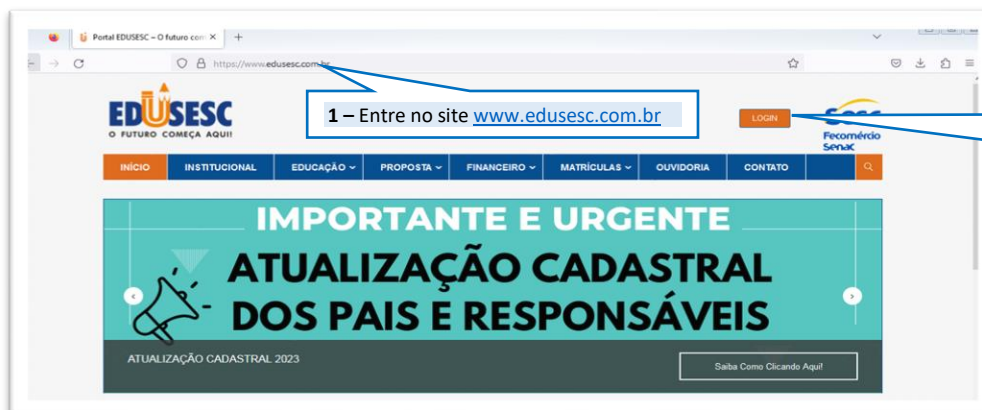 Portal EDUSESC – O futuro com
https://www.edusesc.com.br
EDUSESC
O FUTURO COMEÇA AQUI!
1 – Entre no site www.edusesc.com.br
LOGIN
Sesc
Fecomércio
Senac
INÍCIO INSTITUCIONAL EDUCAÇÃO PROPOSTA FINANCEIRO MATRÍCULAS OUVIDORIA CONTATO
IMPORTANTE E URGENTE
ATUALIZAÇÃO CADASTRAL
DOS PAIS E RESPONSÁVEIS
ATUALIZAÇÃO CADASTRAL 2023
Saiba Como Clicando Aqui!